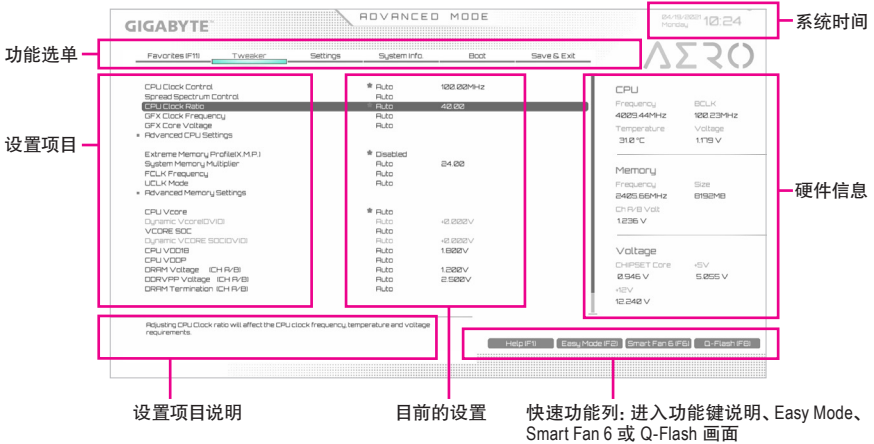 GIGABYTE™
ADVANCED MODE
04/19/2021 Monday 10:24
系统时间
功能选单
Favorites (F11) Tweaker Settings System Info. Boot Save & Exit
AERO
设置项目
CPU Clock Control ★ Auto 100.00MHz
Spread Spectrum Control Auto
CPU Clock Ratio ★ Auto 40.00
GFX Clock Frequency Auto
GFX Core Voltage Auto
Advanced CPU Settings
Extreme Memory Profile(X.M.P.) ★ Disabled
System Memory Multiplier Auto 24.00
FCLK Frequency Auto
UCLK Mode Auto
Advanced Memory Settings
CPU Vcore ★ Auto
Dynamic Vcore(DVID) Auto +0.000V
VCORE SOC Auto
Dynamic VCORE SOC(DVID) Auto +0.000V
CPU VDD18 Auto 1.800V
CPU VDDP Auto
DRAM Voltage (CH A/B) Auto 1.200V
DDRVPP Voltage (CH A/B) Auto 2.500V
DRAM Termination (CH A/B) Auto
CPU
Frequency BCLK
4009.44MHz 100.23MHz
Temperature Voltage
31.0 °C 1.179 V
Memory
Frequency Size
2405.66MHz 8192MB
Ch A/B Volt
1.236 V
Voltage
CHIPSET Core +5V
0.946 V 5.055 V
+12V
12.240 V
硬件信息
Adjusting CPU Clock ratio will affect the CPU clock frequency, temperature and voltage
requirements.
Help (F1) Easy Mode (F2) Smart Fan 6 (F6) Q-Flash (F8)
设置项目说明
目前的设置
快速功能列: 进入功能键说明、Easy Mode、
Smart Fan 6 或 Q-Flash 画面